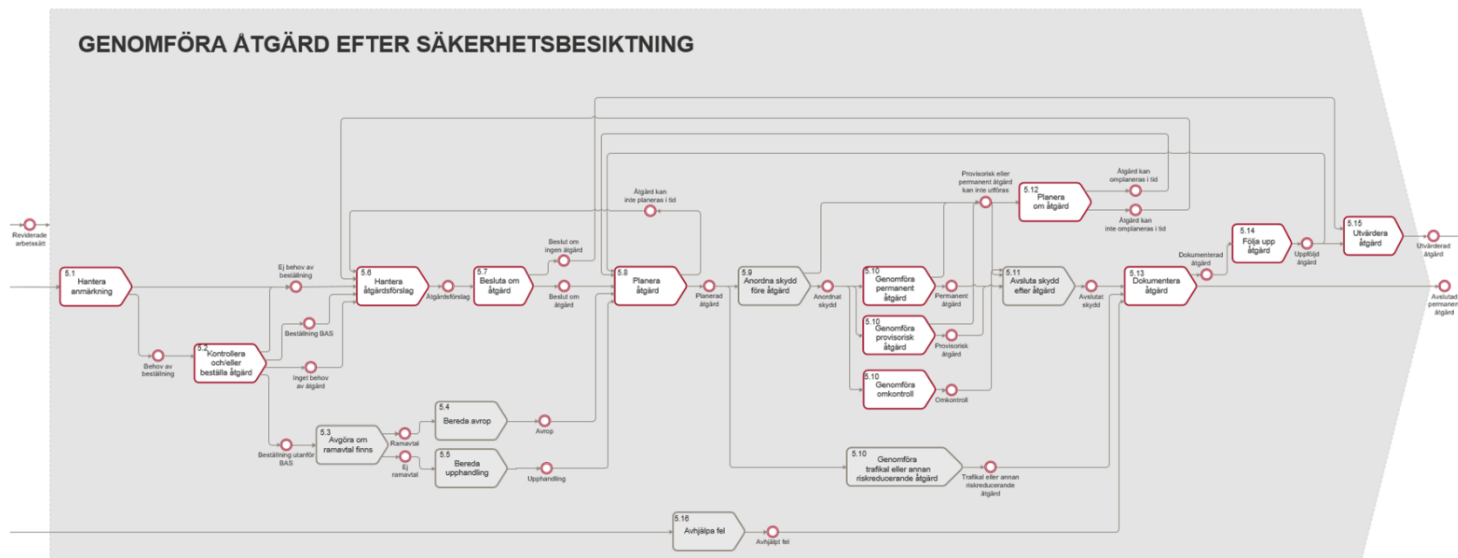 GENOMFÖRA ÅTGÄRD EFTER SÄKERHETSBESIKTNING
Reviderade
arbetssätt
5.1
Hantera
anmärkning
Behov av
beställning
Ej behov av
beställning
5.2
Kontrollera
och/eller
beställa åtgärd
Beställning BAS
Inget behov
av åtgärd
Beställning utanför
BAS
5.3
Avgöra om
ramavtal finns
Ramavtal
Ej
ramavtal
5.4
Bereda avrop
Avrop
5.5
Bereda
upphandling
Upphandling
5.6
Hantera
åtgärdsförslag
Åtgärdsförslag
5.7
Besluta om
åtgärd
Beslut om
ingen åtgärd
Beslut om
åtgärd
Åtgärd kan
inte planeras i tid
5.8
Planera
åtgärd
Planerad
åtgärd
5.9
Anordna skydd
före åtgärd
Anordnat
skydd
5.10
Genomföra
permanent
åtgärd
Permanent
åtgärd
5.10
Genomföra
provisorisk
åtgärd
Provisorisk
åtgärd
5.10
Genomföra
omkontroll
Omkontroll
5.10
Genomföra
trafikal eller annan
riskreducerande åtgärd
Trafikal eller annan
riskreducerande
åtgärd
Provisorisk eller
permanent åtgärd
kan inte utföras
5.11
Avsluta skydd
efter åtgärd
Avslutat
skydd
5.12
Planera
om åtgärd
Åtgärd kan
omplaneras i tid
Åtgärd kan
inte omplaneras i tid
5.13
Dokumentera
åtgärd
Dokumenterad
åtgärd
5.14
Följa upp
åtgärd
Uppföljd
åtgärd
5.15
Utvärdera
åtgärd
Utvärderad
åtgärd
Avslutad
permanent
åtgärd
5.16
Avhjälpa fel
Avhjälpt fel